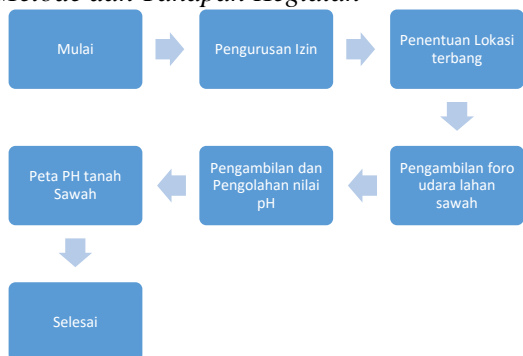 Metode dan Tahapan Kegiatan
Mulai
Pengurusan Izin
Penentuan Lokasi
terbang
Pengambilan foro
udara lahan
sawah
Pengambilan dan
Pengolahan nilai
pH
Peta PH tanah
Sawah
Selesai